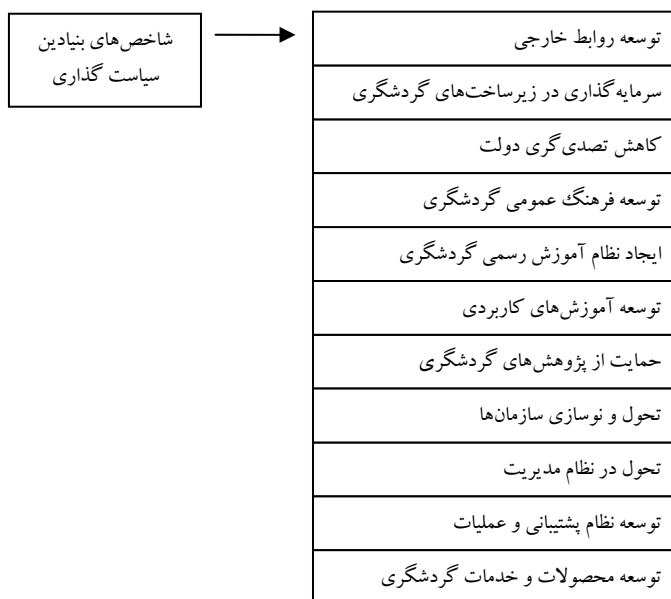 شاخص‌های بنیادین
سیاست گذاری
توسعه روابط خارجی
سرمایه‌گذاری در زیرساخت‌های گردشگری
کاهش تصدی‌گری دولت
توسعه فرهنگ عمومی گردشگری
ایجاد نظام آموزش رسمی گردشگری
توسعه آموزش‌های کاربردی
حمایت از پژوهش‌های گردشگری
تحول و نوسازی سازمان‌ها
تحول در نظام مدیریت
توسعه نظام پشتیبانی و عملیات
توسعه محصولات و خدمات گردشگری